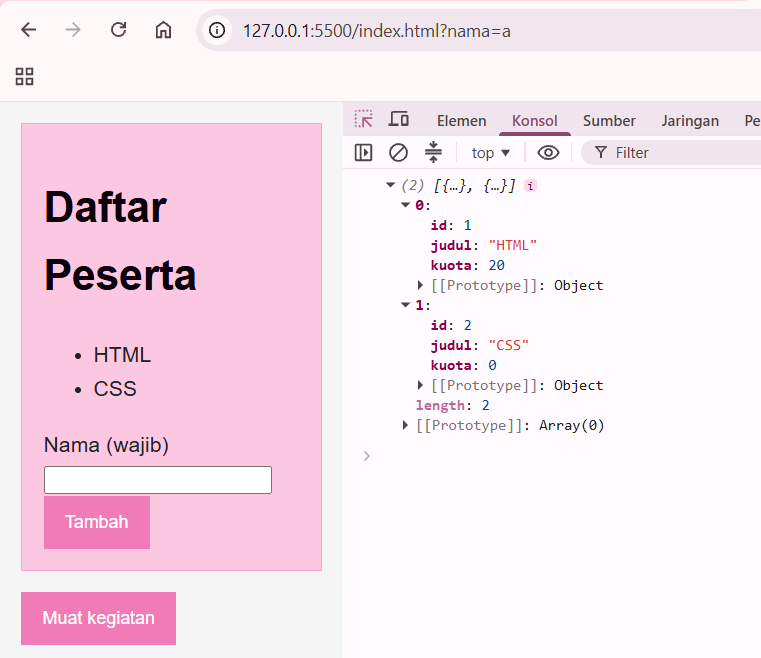 127.0.0.1:5500/index.html?nama=a
Elemen Konsol Sumber Jaringan Pe
top Filter
(2) [{…}, {…}] i
0:
id: 1
judul: "HTML"
kuota: 20
[[Prototype]]: Object
1:
id: 2
judul: "CSS"
kuota: 0
[[Prototype]]: Object
length: 2
[[Prototype]]: Array(0)
Daftar
Peserta
HTML
CSS
Nama (wajib)
Tambah
Muat kegiatan